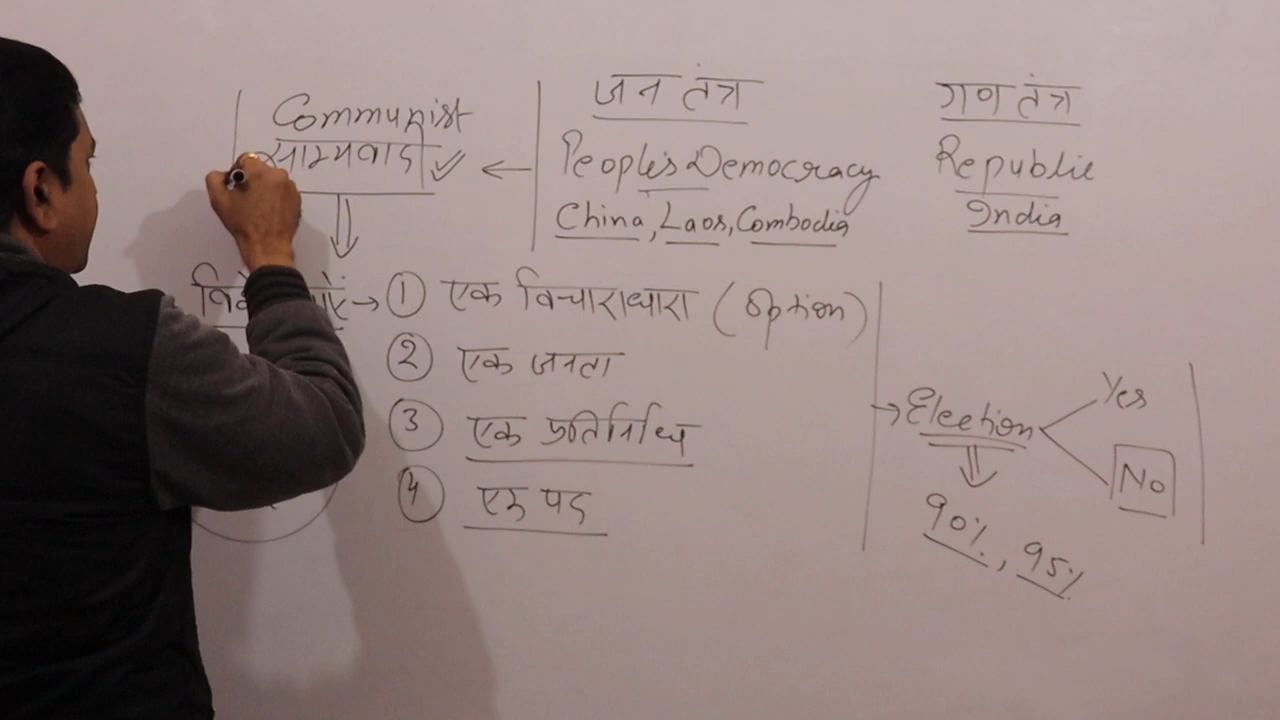 Communist
साम्यवाद
जन तंत्र
People's Democracy
China, Laos, Combodia
गण तंत्र
Republic
India
① एक विचाराधारा (Option)
② एक जनता
③ एक प्रतिनिधि
④ एक पद
Election
Yes
No
90%, 95%